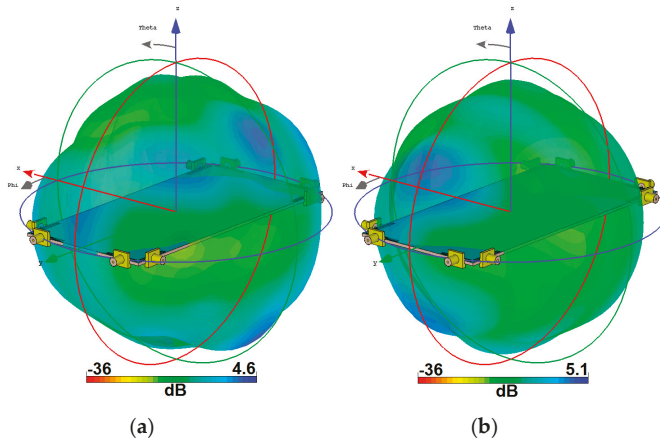 z
Theta
x
Phi
y
-36 4.6
dB
(a)
z
Theta
x
Phi
y
-36 5.1
dB
(b)